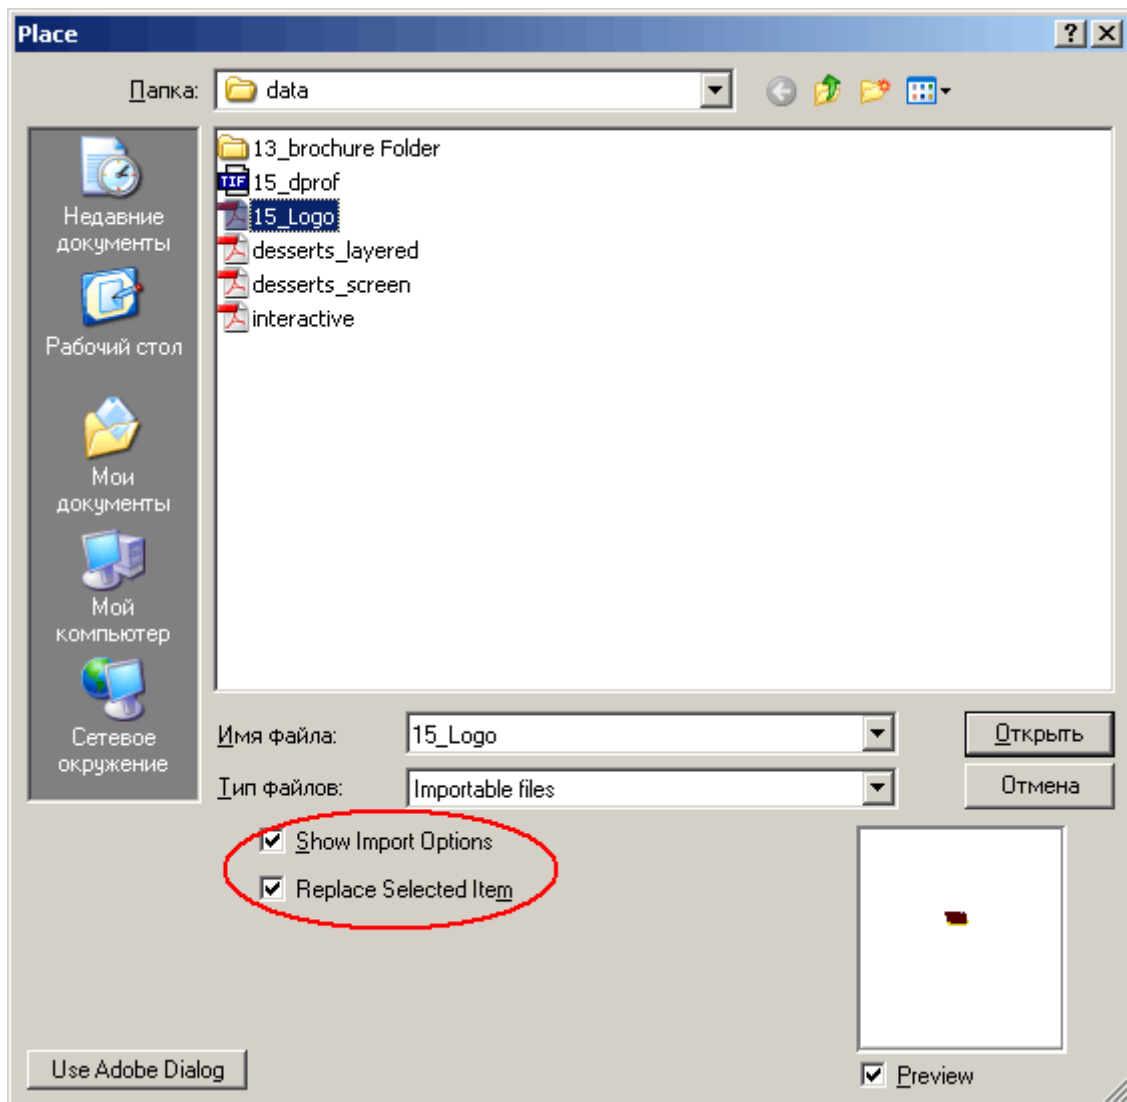 Place
Папка:
data
13_brochure Folder
TIF
15_dprof
15_Logo
desserts_layered
desserts_screen
interactive
Недавние
документы
Рабочий стол
Мои
документы
Мой
компьютер
Сетевое
окружение
Имя файла:
15_Logo
Открыть
Тип файлов:
Importable files
Отмена
Show Import Options
Replace Selected Item
Use Adobe Dialog
Preview